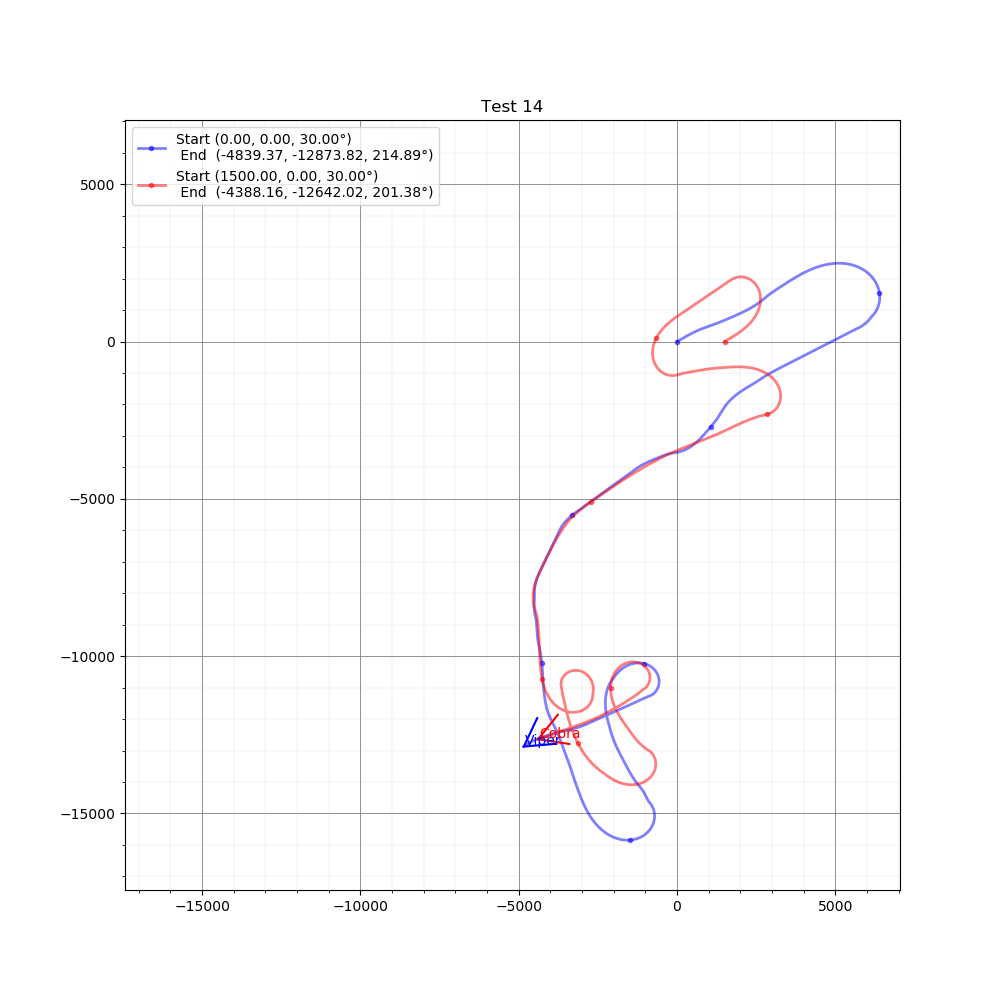 Test 14
Start (0.00, 0.00, 30.00°)
End (-4839.37, -12873.82, 214.89°)
Start (1500.00, 0.00, 30.00°)
End (-4388.16, -12642.02, 201.38°)
5000
0
−5000
−10000
−15000
Cobra
Viper
−15000 −10000 −5000 0 5000